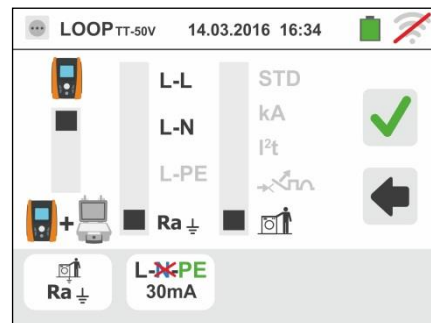 LOOP TT-50V 14.03.2016 16:34
L-L STD
L-N kA
I²t
L-PE
+
Ra⏚
Ra⏚ L-N-PE
30mA